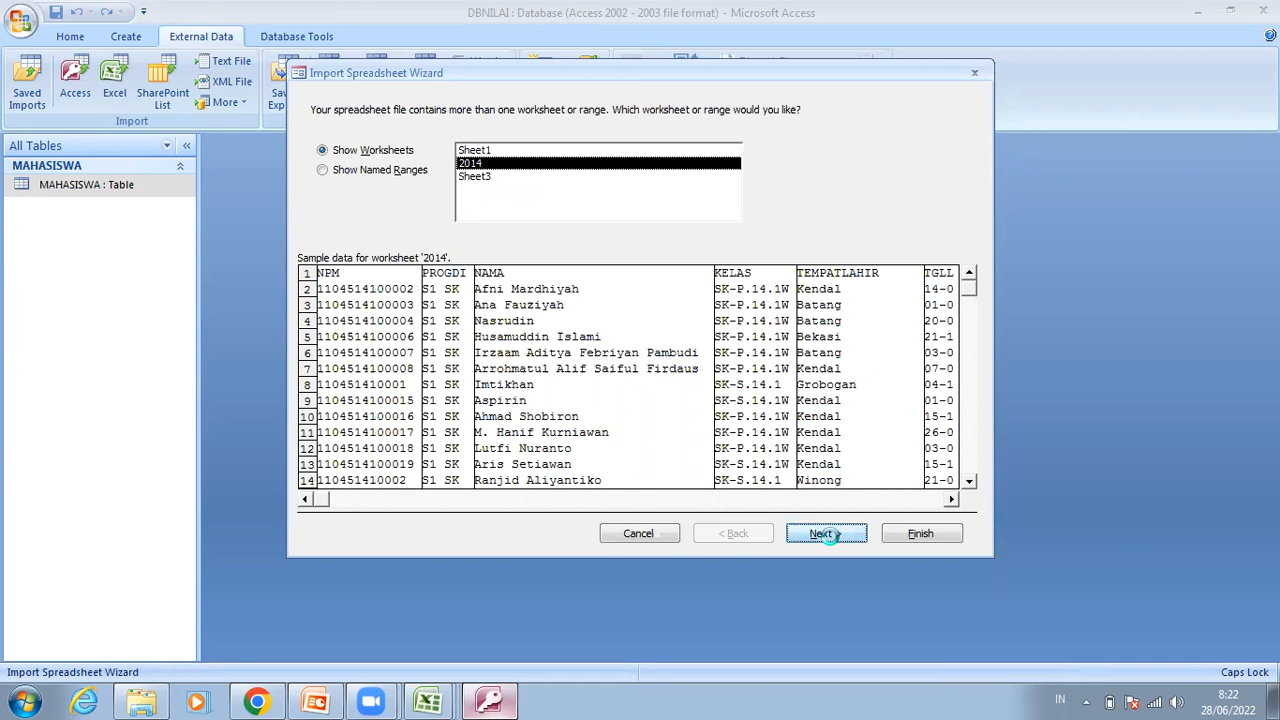 DBNILAI : Database (Access 2002 - 2003 file format) - Microsoft Access
Home Create External Data Database Tools
Saved Imports
Access
Excel
SharePoint List
Text File
XML File
More
Import
All Tables
MAHASISWA
MAHASISWA : Table
Import Spreadsheet Wizard
Your spreadsheet file contains more than one worksheet or range. Which worksheet or range would you like?
Show Worksheets
Show Named Ranges
Sheet1
2014
Sheet3
Sample data for worksheet '2014'.
1 NPM PROGDI NAMA KELAS TEMPATLAHIR TGLL
2 1104514100002 S1 SK Afni Mardhiyah SK-P.14.1W Kendal 14-0
3 1104514100003 S1 SK Ana Fauziyah SK-P.14.1W Batang 01-0
4 1104514100004 S1 SK Nasrudin SK-P.14.1W Batang 20-0
5 1104514100006 S1 SK Husamuddin Islami SK-P.14.1W Bekasi 21-1
6 1104514100007 S1 SK Irzaam Aditya Febriyan Pambudi SK-P.14.1W Batang 03-0
7 1104514100008 S1 SK Arrohmatul Alif Saiful Firdaus SK-P.14.1W Kendal 07-0
8 110451410001 S1 SK Imtikhan SK-S.14.1 Grobogan 04-1
9 1104514100015 S1 SK Aspirin SK-S.14.1W Kendal 01-0
10 1104514100016 S1 SK Ahmad Shobiron SK-P.14.1W Kendal 15-1
11 1104514100017 S1 SK M. Hanif Kurniawan SK-P.14.1W Kendal 26-0
12 1104514100018 S1 SK Lutfi Nuranto SK-P.14.1W Kendal 03-0
13 1104514100019 S1 SK Aris Setiawan SK-S.14.1W Kendal 15-1
14 110451410002 S1 SK Ranjid Aliyantiko SK-S.14.1 Winong 21-0
Cancel < Back Next > Finish
Import Spreadsheet Wizard
Caps Lock
IN
8:22
28/06/2022